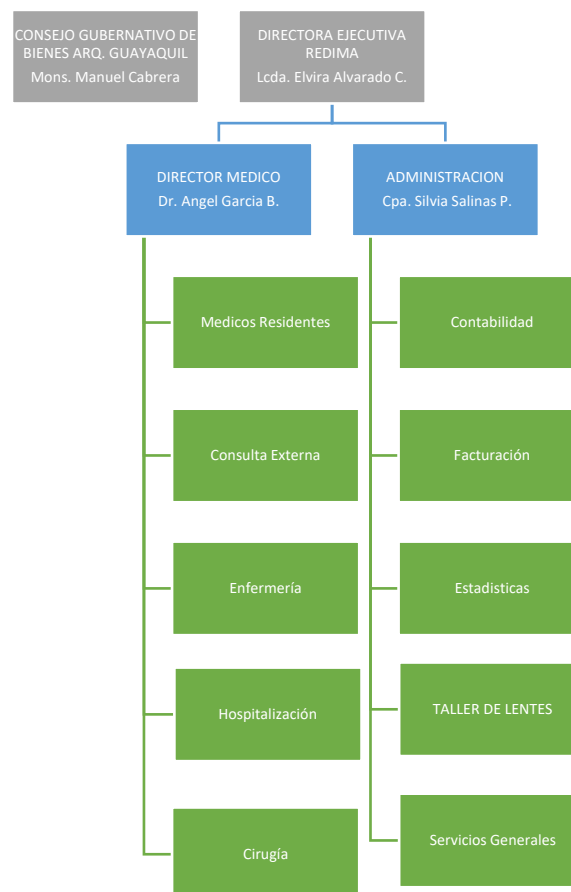 CONSEJO GUBERNATIVO DE
BIENES ARQ. GUAYAQUIL
Mons. Manuel Cabrera
DIRECTORA EJECUTIVA
REDIMA
Lcda. Elvira Alvarado C.
DIRECTOR MEDICO
Dr. Angel Garcia B.
ADMINISTRACION
Cpa. Silvia Salinas P.
Medicos Residentes
Contabilidad
Consulta Externa
Facturación
Enfermería
Estadisticas
Hospitalización
TALLER DE LENTES
Cirugía
Servicios Generales